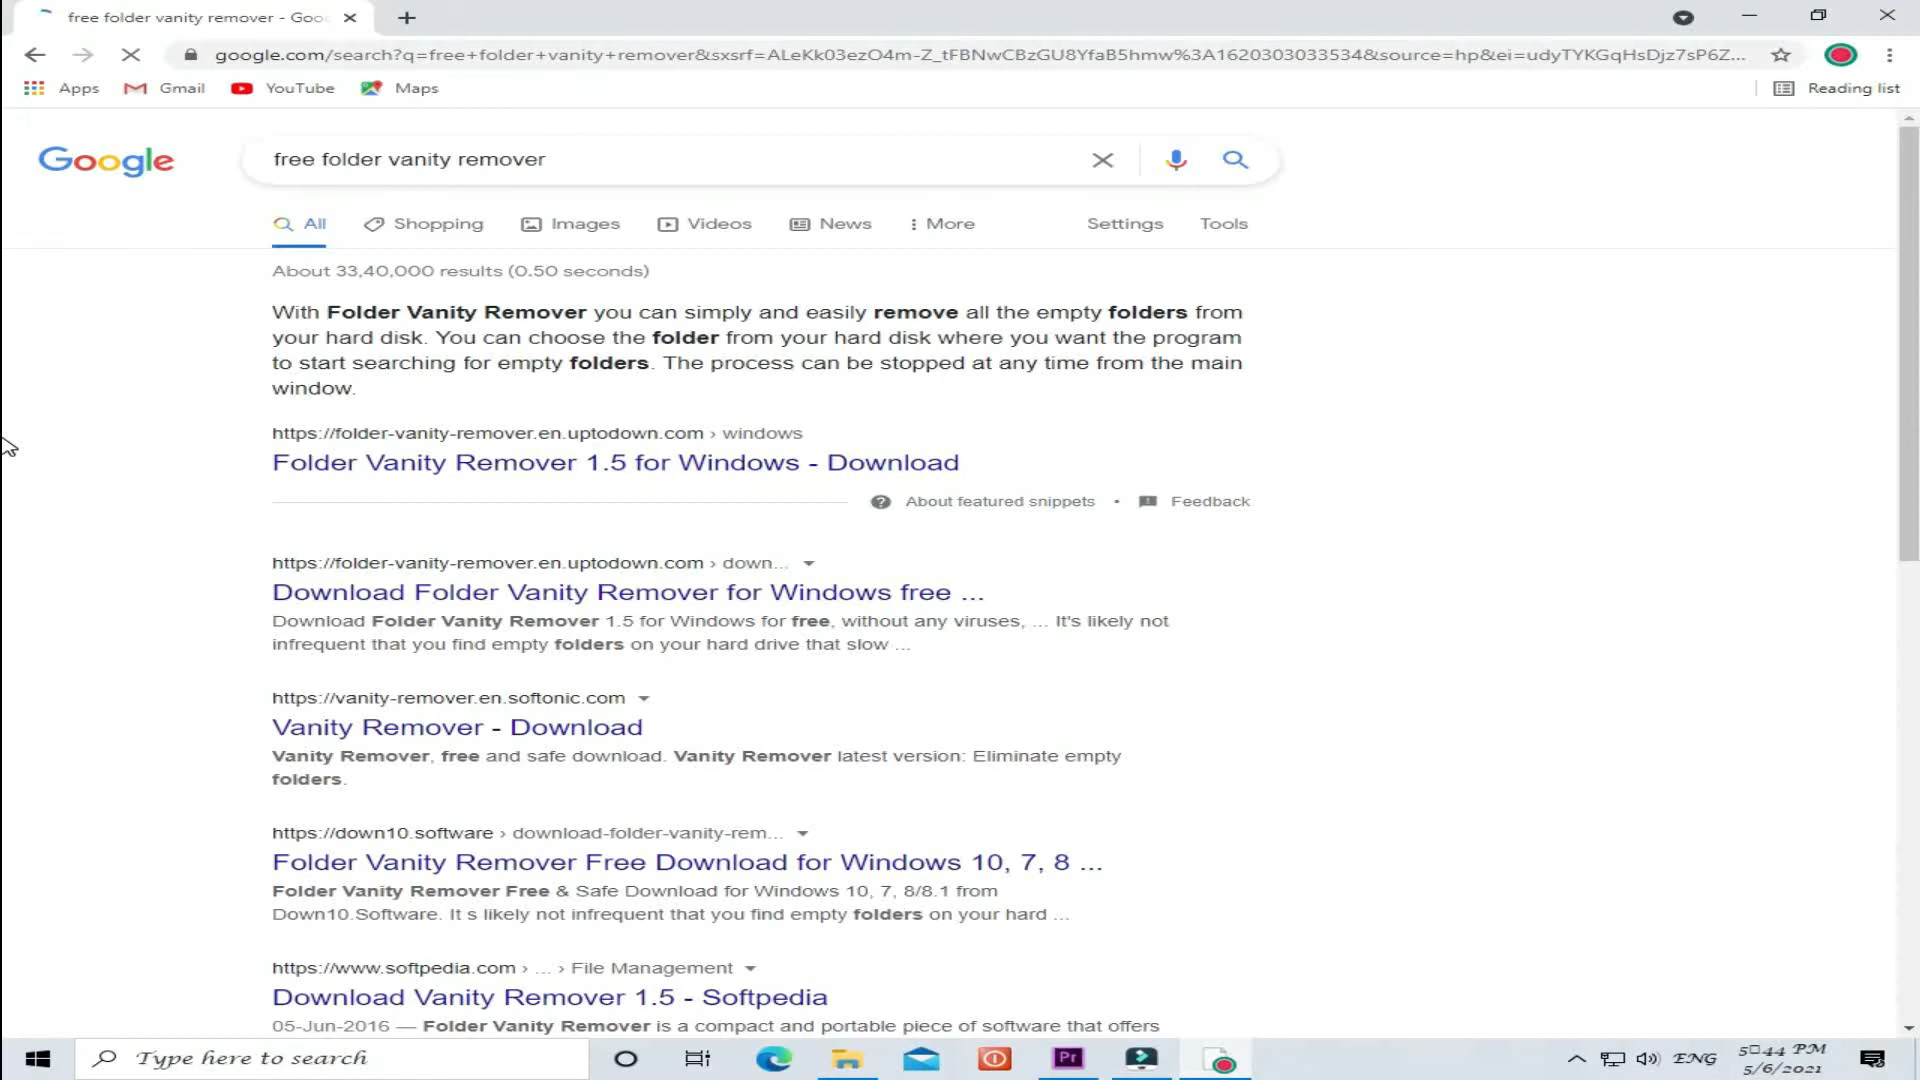 free folder vanity remover - Goo
google.com/search?q=free+folder+vanity+remover&sxsrf=ALeKk03ezO4m-Z_tFBNwCBzGU8YfaB5hmw%3A1620303033534&source=hp&ei=udyTYKGqHsDjz7sP6Z...
Apps Gmail YouTube Maps Reading list
Google free folder vanity remover
All Shopping Images Videos News More Settings Tools
About 33,40,000 results (0.50 seconds)
With Folder Vanity Remover you can simply and easily remove all the empty folders from
your hard disk. You can choose the folder from your hard disk where you want the program
to start searching for empty folders. The process can be stopped at any time from the main
window.
https://folder-vanity-remover.en.uptodown.com › windows
Folder Vanity Remover 1.5 for Windows - Download
About featured snippets • Feedback
https://folder-vanity-remover.en.uptodown.com › down...
Download Folder Vanity Remover for Windows free ...
Download Folder Vanity Remover 1.5 for Windows for free, without any viruses, ... It's likely not
infrequent that you find empty folders on your hard drive that slow ...
https://vanity-remover.en.softonic.com
Vanity Remover - Download
Vanity Remover, free and safe download. Vanity Remover latest version: Eliminate empty
folders.
https://down10.software › download-folder-vanity-rem...
Folder Vanity Remover Free Download for Windows 10, 7, 8 ...
Folder Vanity Remover Free & Safe Download for Windows 10, 7, 8/8.1 from
Down10.Software. It s likely not infrequent that you find empty folders on your hard ...
https://www.softpedia.com › ... › File Management
Download Vanity Remover 1.5 - Softpedia
05-Jun-2016 — Folder Vanity Remover is a compact and portable piece of software that offers
Type here to search Pr ENG 5□44 PM
5/6/2021